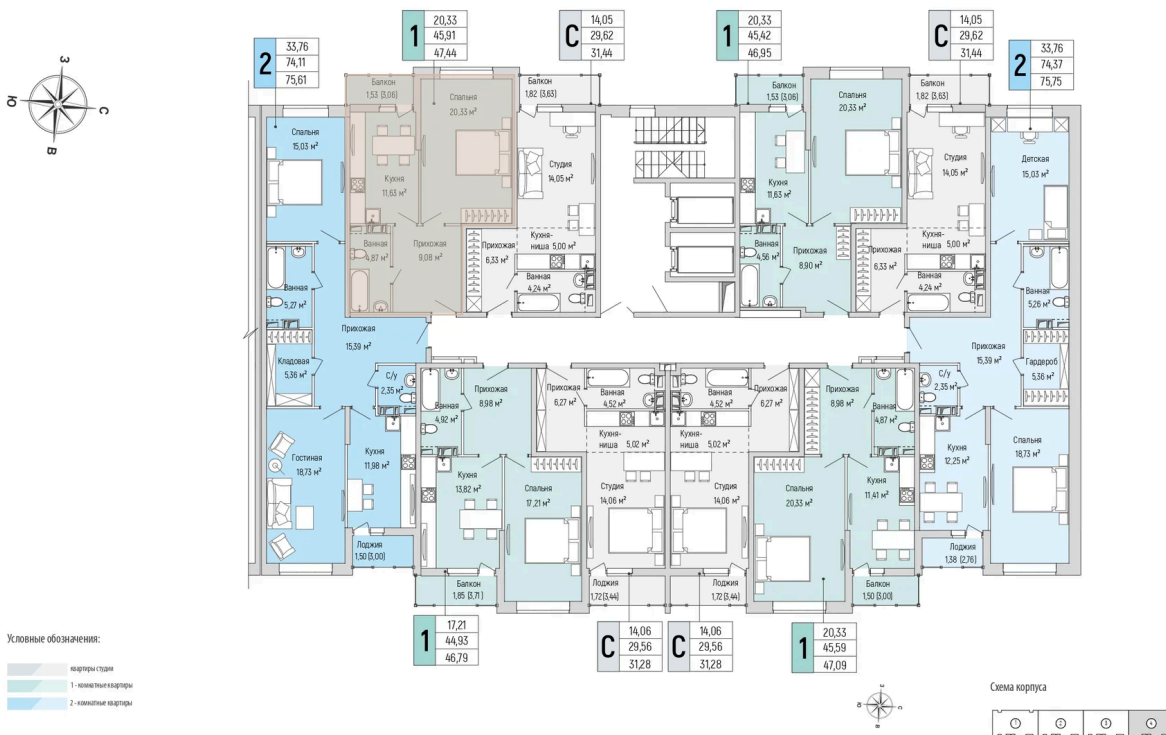 З
Ю
С
В
2
33,76
74,11
75,61
1
20,33
45,91
47,44
С
14,05
29,62
31,44
1
20,33
45,42
46,95
С
14,05
29,62
31,44
2
33,76
74,37
75,75
Балкон
1,53 (3,06)
Спальня
20,33 м²
Балкон
1,82 (3,63)
Спальня
15,03 м²
Кухня
11,63 м²
Студия
14,05 м²
Ванная
4,87 м²
Прихожая
9,08 м²
Прихожая
6,33 м²
Кухня-
ниша 5,00 м²
Ванная
4,24 м²
Ванная
5,27 м²
Прихожая
15,39 м²
Кладовая
5,36 м²
С/у
2,35 м²
Гостиная
18,73 м²
Кухня
11,98 м²
Лоджия
1,50 (3,00)
Балкон
1,53 (3,06)
Спальня
20,33 м²
Балкон
1,82 (3,63)
Кухня
11,63 м²
Студия
14,05 м²
Детская
15,03 м²
Ванная
4,56 м²
Прихожая
8,90 м²
Прихожая
6,33 м²
Кухня-
ниша 5,00 м²
Ванная
4,24 м²
Ванная
5,26 м²
Прихожая
15,39 м²
Гардероб
5,36 м²
С/у
2,35 м²
Кухня
12,25 м²
Спальня
18,73 м²
Лоджия
1,38 (2,76)
Ванная
4,92 м²
Прихожая
8,98 м²
Прихожая
6,27 м²
Ванная
4,52 м²
Кухня-
ниша 5,02 м²
Кухня
13,82 м²
Спальня
17,21 м²
Студия
14,06 м²
Балкон
1,85 (3,71)
Лоджия
1,72 (3,44)
Ванная
4,52 м²
Прихожая
6,27 м²
Прихожая
8,98 м²
Ванная
4,87 м²
Кухня-
ниша 5,02 м²
Студия
14,06 м²
Спальня
20,33 м²
Кухня
11,41 м²
Лоджия
1,72 (3,44)
Балкон
1,50 (3,00)
1
17,21
44,93
46,79
С
14,06
29,56
31,28
С
14,06
29,56
31,28
1
20,33
45,59
47,09
Условные обозначения:
квартиры студии
1 - комнатные квартиры
2 - комнатные квартиры
З
Ю
С
В
Схема корпуса
1
2
3
4